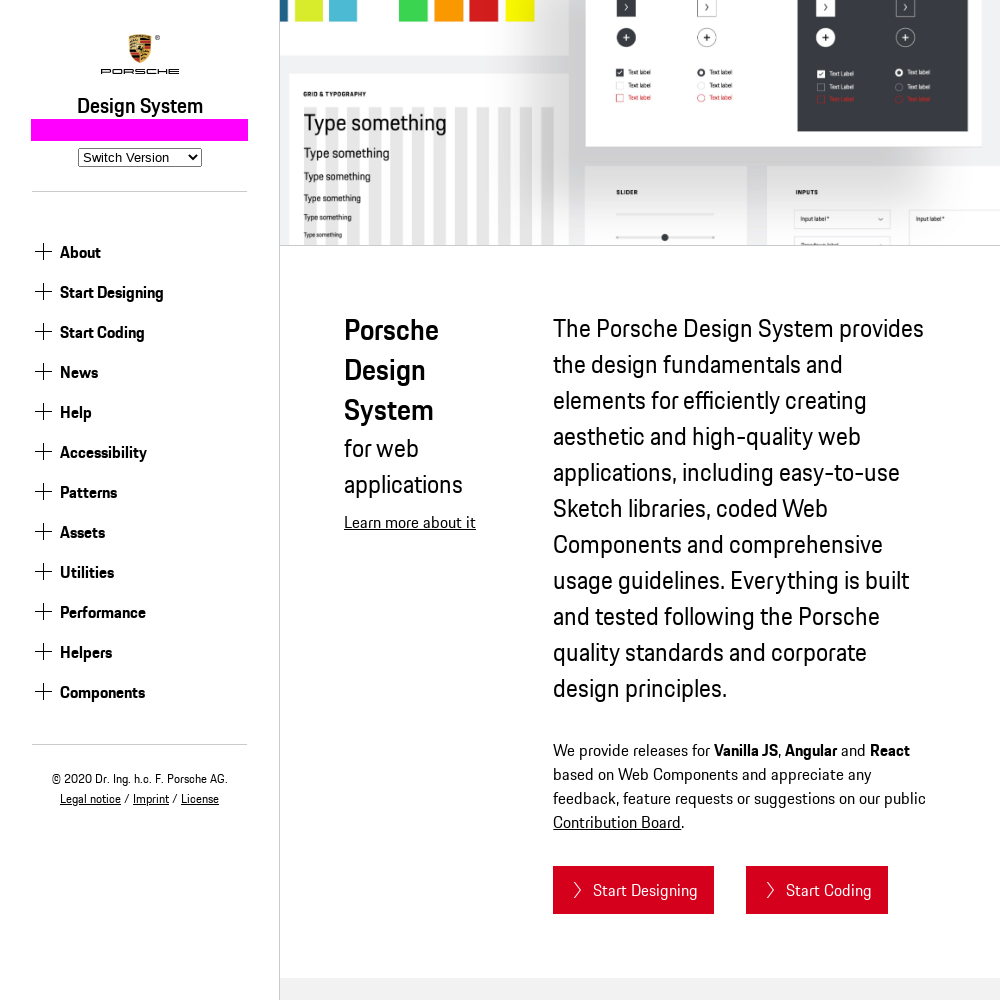 PORSCHE
Design System
Switch Version
About
Start Designing
Start Coding
News
Help
Accessibility
Patterns
Assets
Utilities
Performance
Helpers
Components
© 2020 Dr. Ing. h.c. F. Porsche AG.
Legal notice / Imprint / License
GRID & TYPOGRAPHY
Type something
Type something
Type something
Type something
Type something
Type something
Text label
Text label
Text label
Text label
Text label
Text label
Text Label
Text Label
Text Label
Text label
Text label
Text label
SLIDER
INPUTS
Input label*
Input label*
Porsche
Design
System
for web
applications
Learn more about it
The Porsche Design System provides
the design fundamentals and
elements for efficiently creating
aesthetic and high-quality web
applications, including easy-to-use
Sketch libraries, coded Web
Components and comprehensive
usage guidelines. Everything is built
and tested following the Porsche
quality standards and corporate
design principles.
We provide releases for Vanilla JS, Angular and React
based on Web Components and appreciate any
feedback, feature requests or suggestions on our public
Contribution Board.
Start Designing
Start Coding